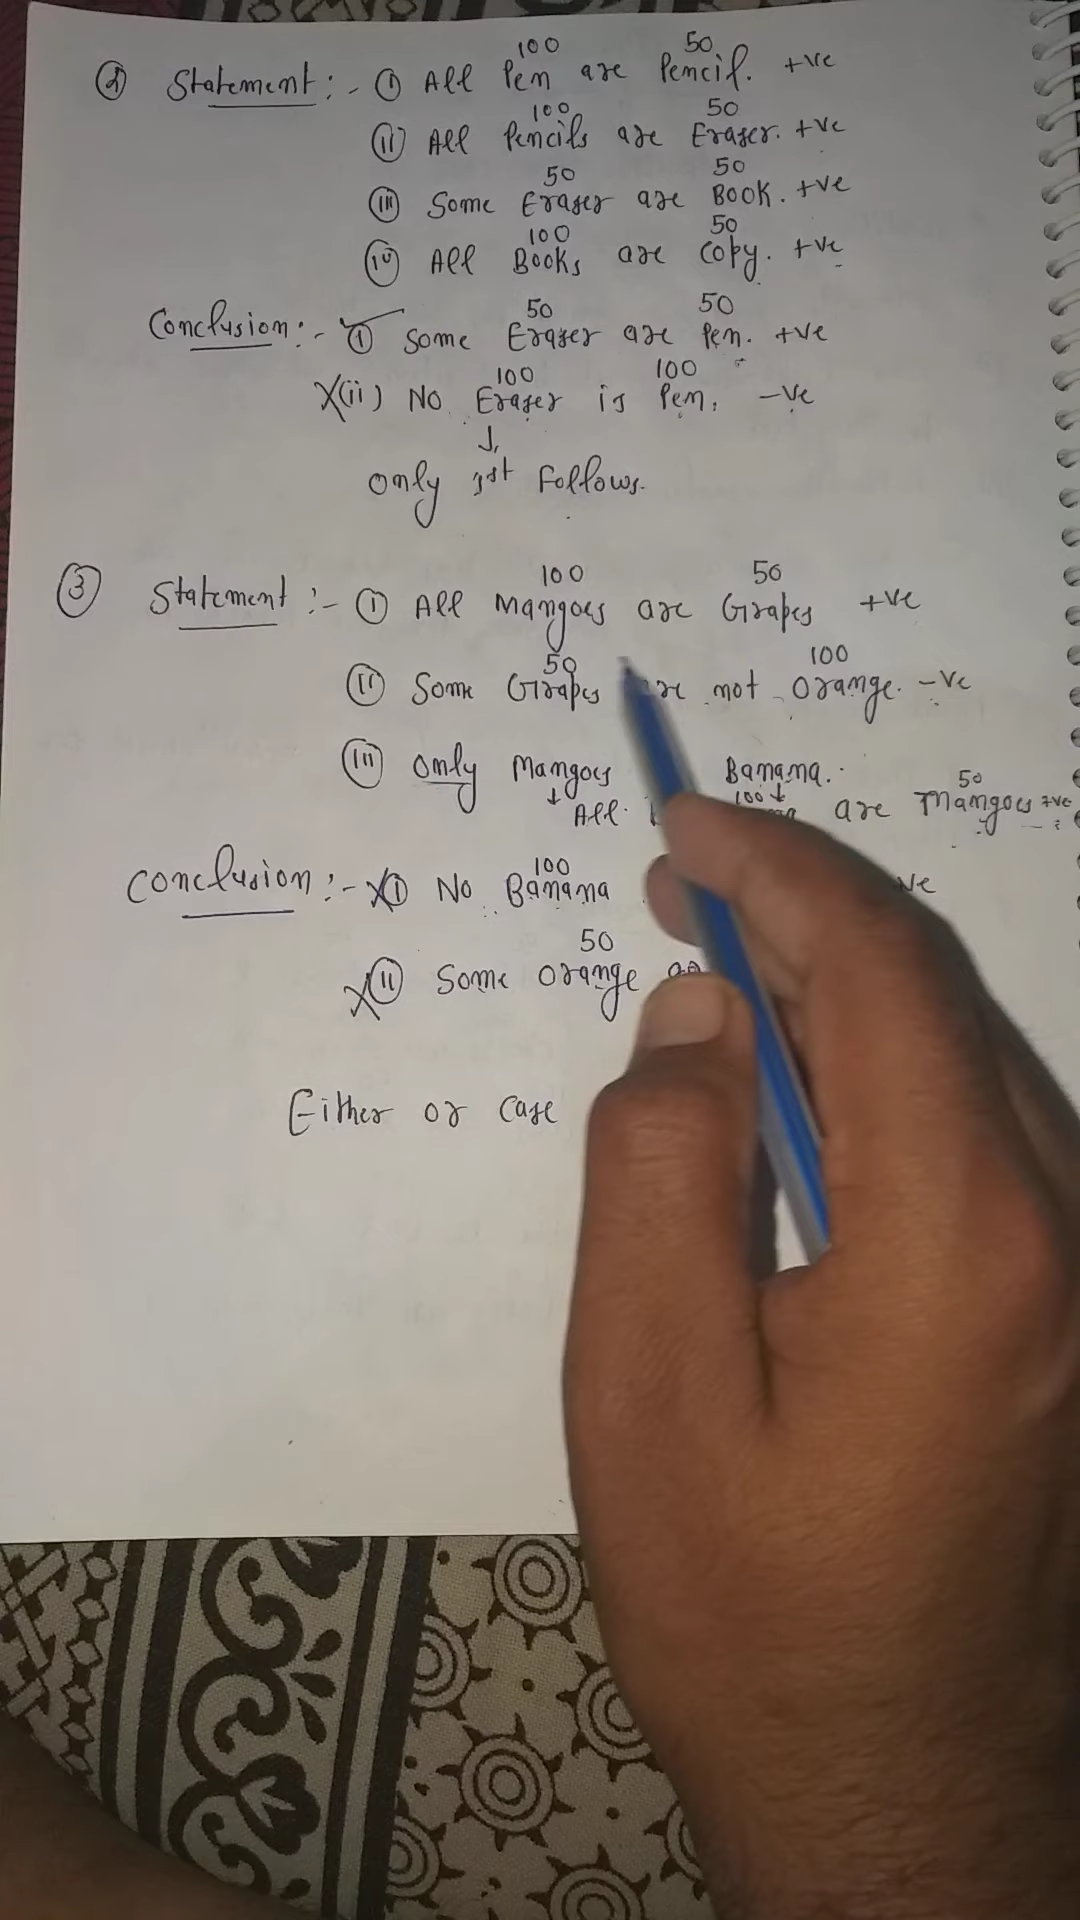 ② Statement :- ① All Pen are Pencil. +ve
100 50
ⅱ All Pencils are Eraser. +ve
100 50
ⅲ Some Eraser are Book. +ve
50 50
ⅳ All Books are Copy. +ve
100 50
Conclusion :- ① Some Eraser are Pen. +ve
50 50
X(ii) No Eraser is Pen. -ve
100 100
Only 1st Follows.
③ Statement :- ① All Mangoes are Grapes +ve
100 50
ⅱ Some Grapes not Orange. -ve
50 100
ⅲ Only Mangoes Banana.
All are Mangoes +ve
100 50
Conclusion :- X① No Banana
100
X ⅱ Some Orange
50
Either or Case